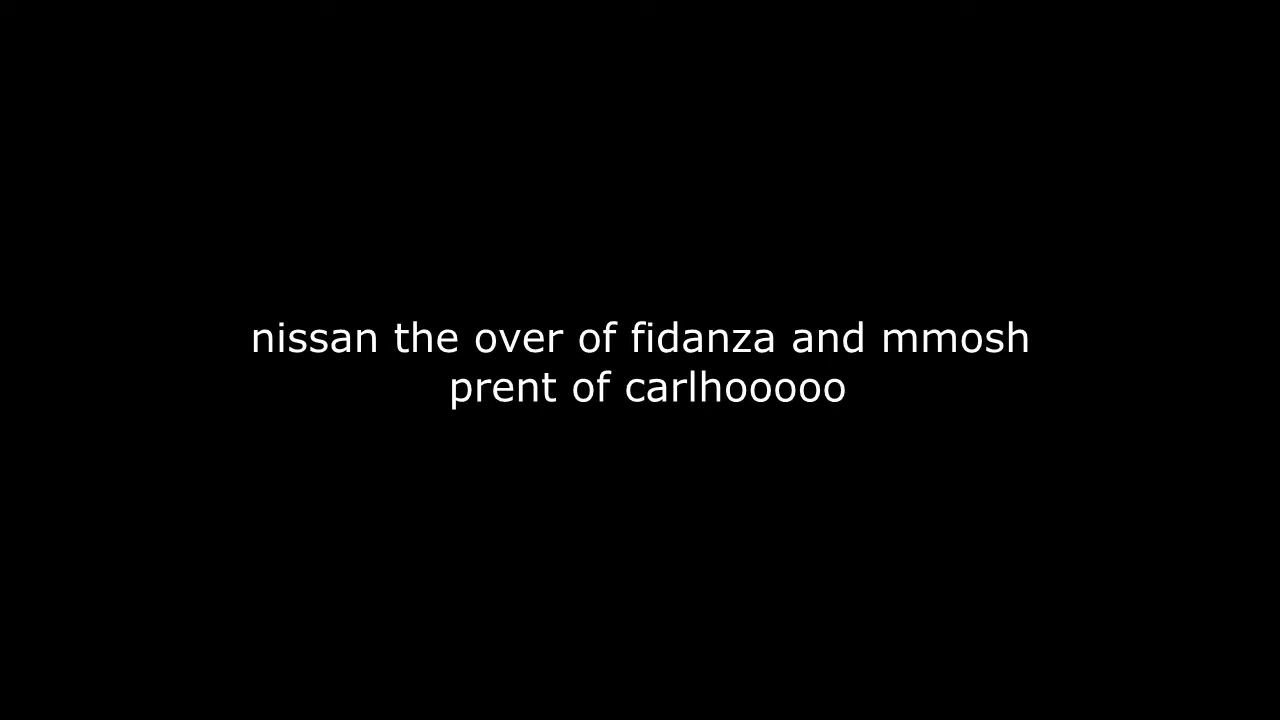 nissan the over of fidanza and mmosh
prent of carlhooooo